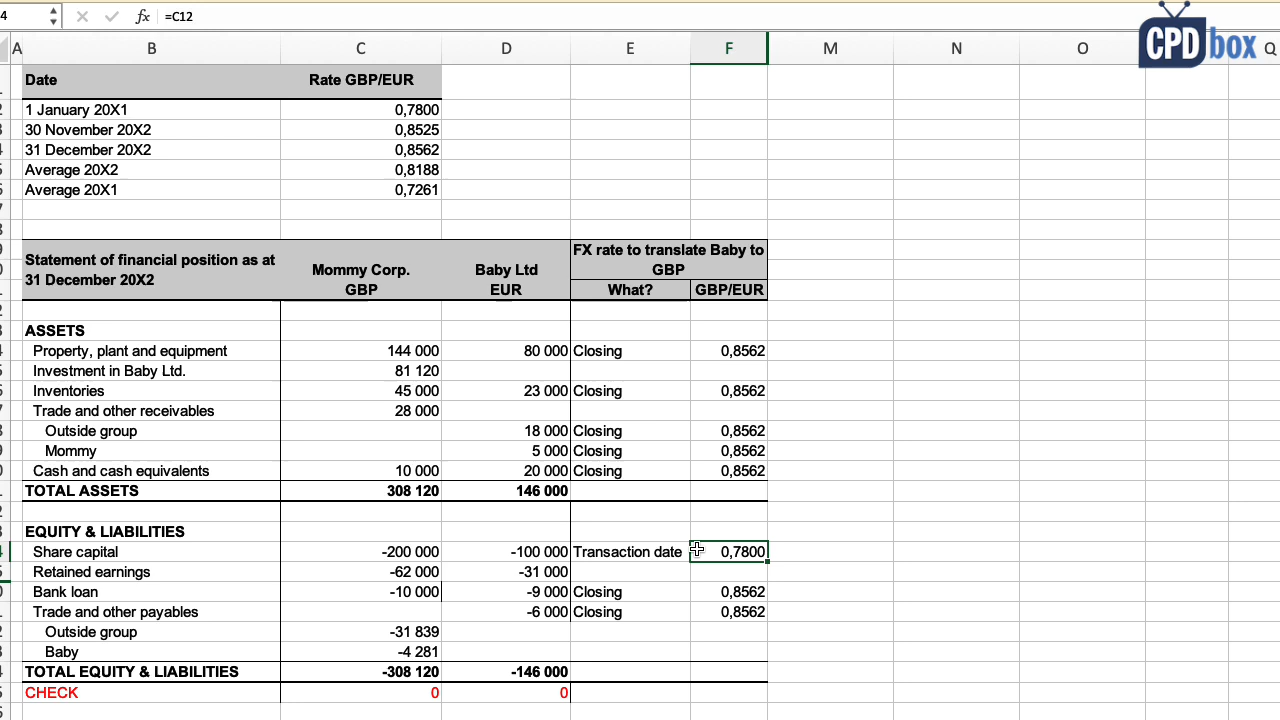 4 fx =C12
CPDbox
A B C D E F M N O Q
Date Rate GBP/EUR
1 January 20X1 0,7800
30 November 20X2 0,8525
31 December 20X2 0,8562
Average 20X2 0,8188
Average 20X1 0,7261
Statement of financial position as at
31 December 20X2
Mommy Corp.
GBP
Baby Ltd
EUR
FX rate to translate Baby to
GBP
What? GBP/EUR
ASSETS
Property, plant and equipment 144 000 80 000 Closing 0,8562
Investment in Baby Ltd. 81 120
Inventories 45 000 23 000 Closing 0,8562
Trade and other receivables 28 000
Outside group 18 000 Closing 0,8562
Mommy 5 000 Closing 0,8562
Cash and cash equivalents 10 000 20 000 Closing 0,8562
TOTAL ASSETS 308 120 146 000
EQUITY & LIABILITIES
Share capital -200 000 -100 000 Transaction date 0,7800
Retained earnings -62 000 -31 000
Bank loan -10 000 -9 000 Closing 0,8562
Trade and other payables -6 000 Closing 0,8562
Outside group -31 839
Baby -4 281
TOTAL EQUITY & LIABILITIES -308 120 -146 000
CHECK 0 0